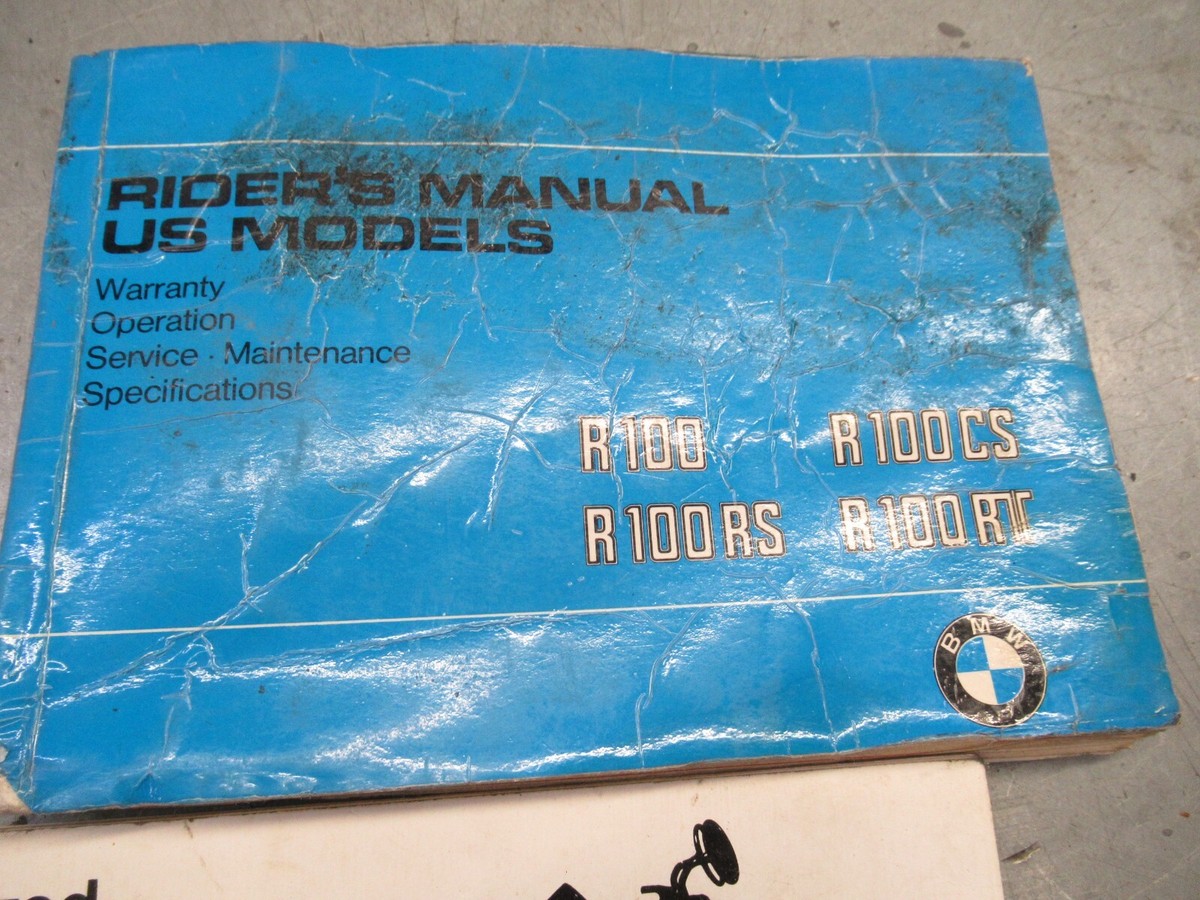 RIDER'S MANUAL
US MODELS
Warranty
Operation
Service · Maintenance
Specifications
R100 R100CS
R100RS R100RT
BMW